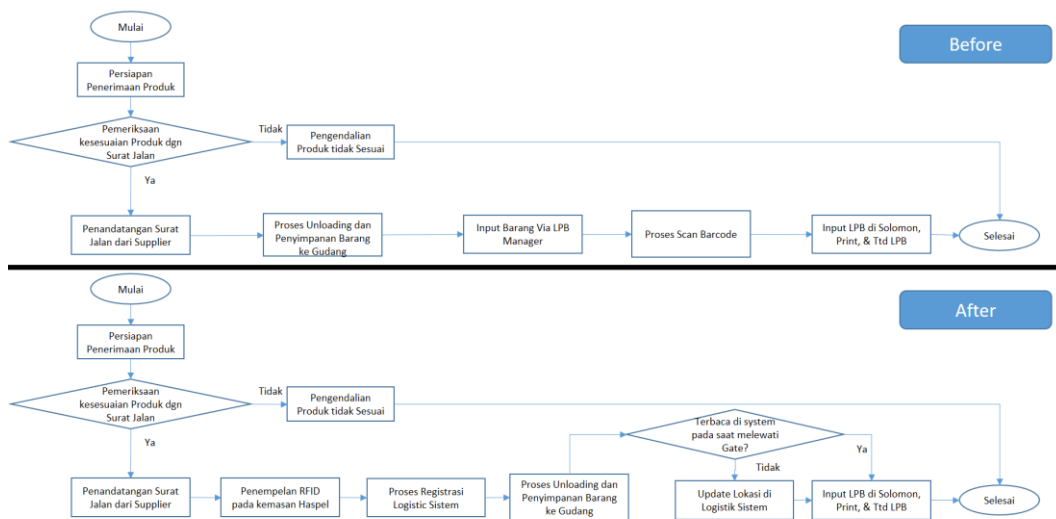 Mulai
Before
Persiapan
Penerimaan Produk
Pemeriksaan
kesesuaian Produk dgn
Surat Jalan
Tidak
Pengendalian
Produk tidak Sesuai
Ya
Penandatangan Surat
Jalan dari Supplier
Proses Unloading dan
Penyimpanan Barang
ke Gudang
Input Barang Via LPB
Manager
Proses Scan Barcode
Input LPB di Solomon,
Print, & Ttd LPB
Selesai
Mulai
After
Persiapan
Penerimaan Produk
Pemeriksaan
kesesuaian Produk dgn
Surat Jalan
Tidak
Pengendalian
Produk tidak Sesuai
Ya
Penandatangan Surat
Jalan dari Supplier
Penempelan RFID
pada kemasan Haspel
Proses Registrasi
Logistic Sistem
Proses Unloading dan
Penyimpanan Barang
ke Gudang
Terbaca di system
pada saat melewati
Gate?
Ya
Tidak
Update Lokasi di
Logistik Sistem
Input LPB di Solomon,
Print, & Ttd LPB
Selasai